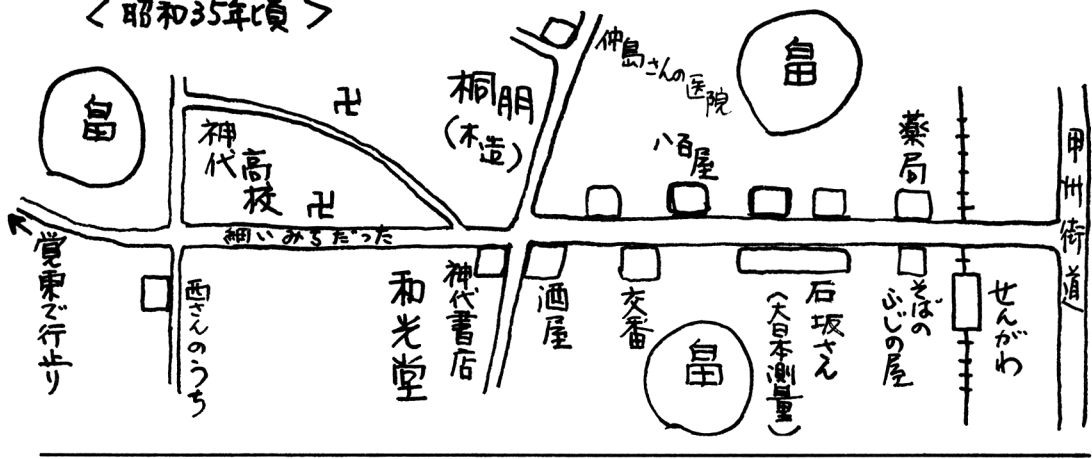 ＜昭和35年頃＞
畠
神代高校
卍
卍
細いみちだった
覚東で行止り
西さんのうち
桐朋
(木造)
仲島さんの医院
畠
八百屋
薬局
甲州街道
和光堂
神代書店
酒屋
交番
畠
石坂さん
(大日本測量)
そばの
ふじの屋
せんがわ